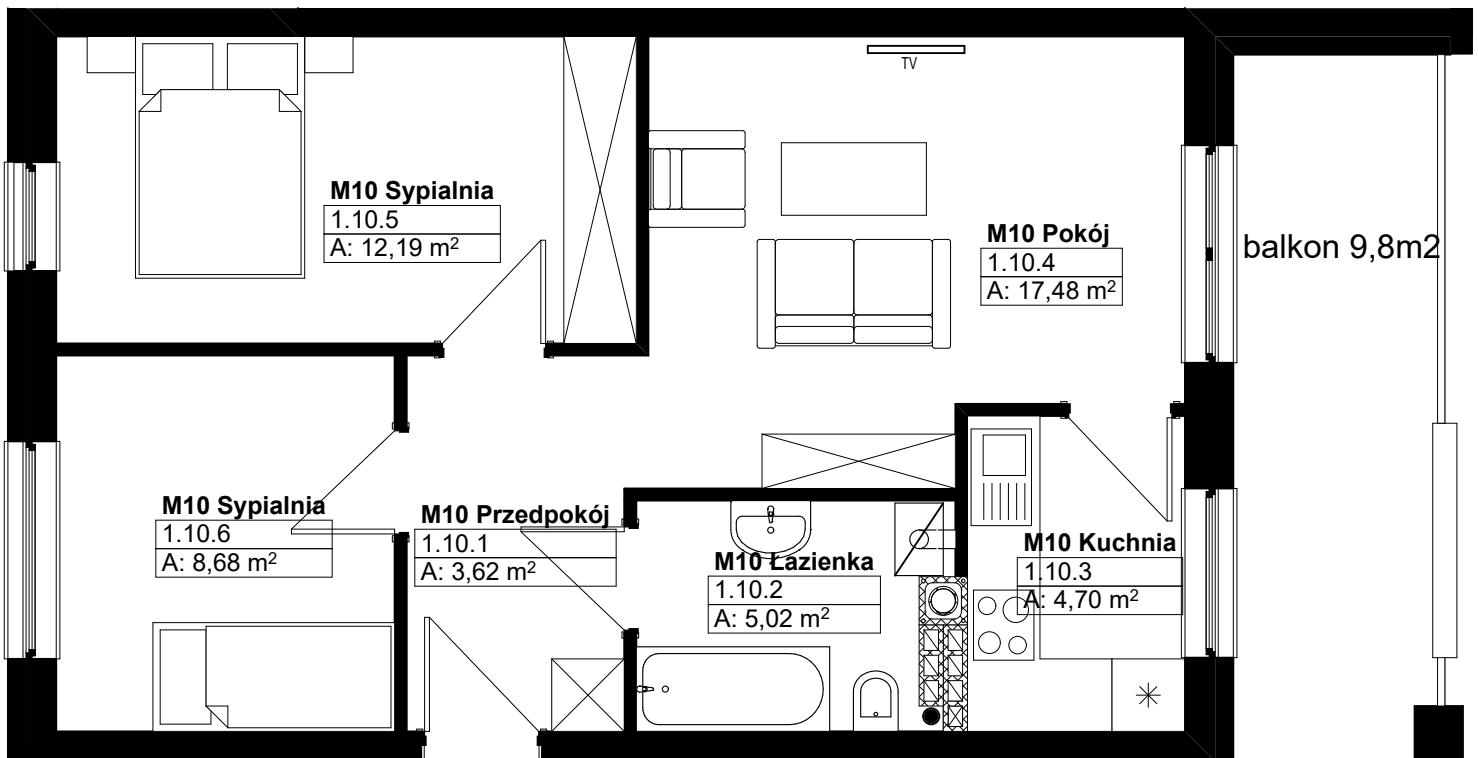 TV
M10 Sypialnia
1.10.5
A: 12,19 m²
M10 Pokój
1.10.4
A: 17,48 m²
balkon 9,8m2
M10 Sypialnia
1.10.6
A: 8,68 m²
M10 Przedpokój
1.10.1
A: 3,62 m²
M10 Łazienka
1.10.2
A: 5,02 m²
M10 Kuchnia
1.10.3
A: 4,70 m²